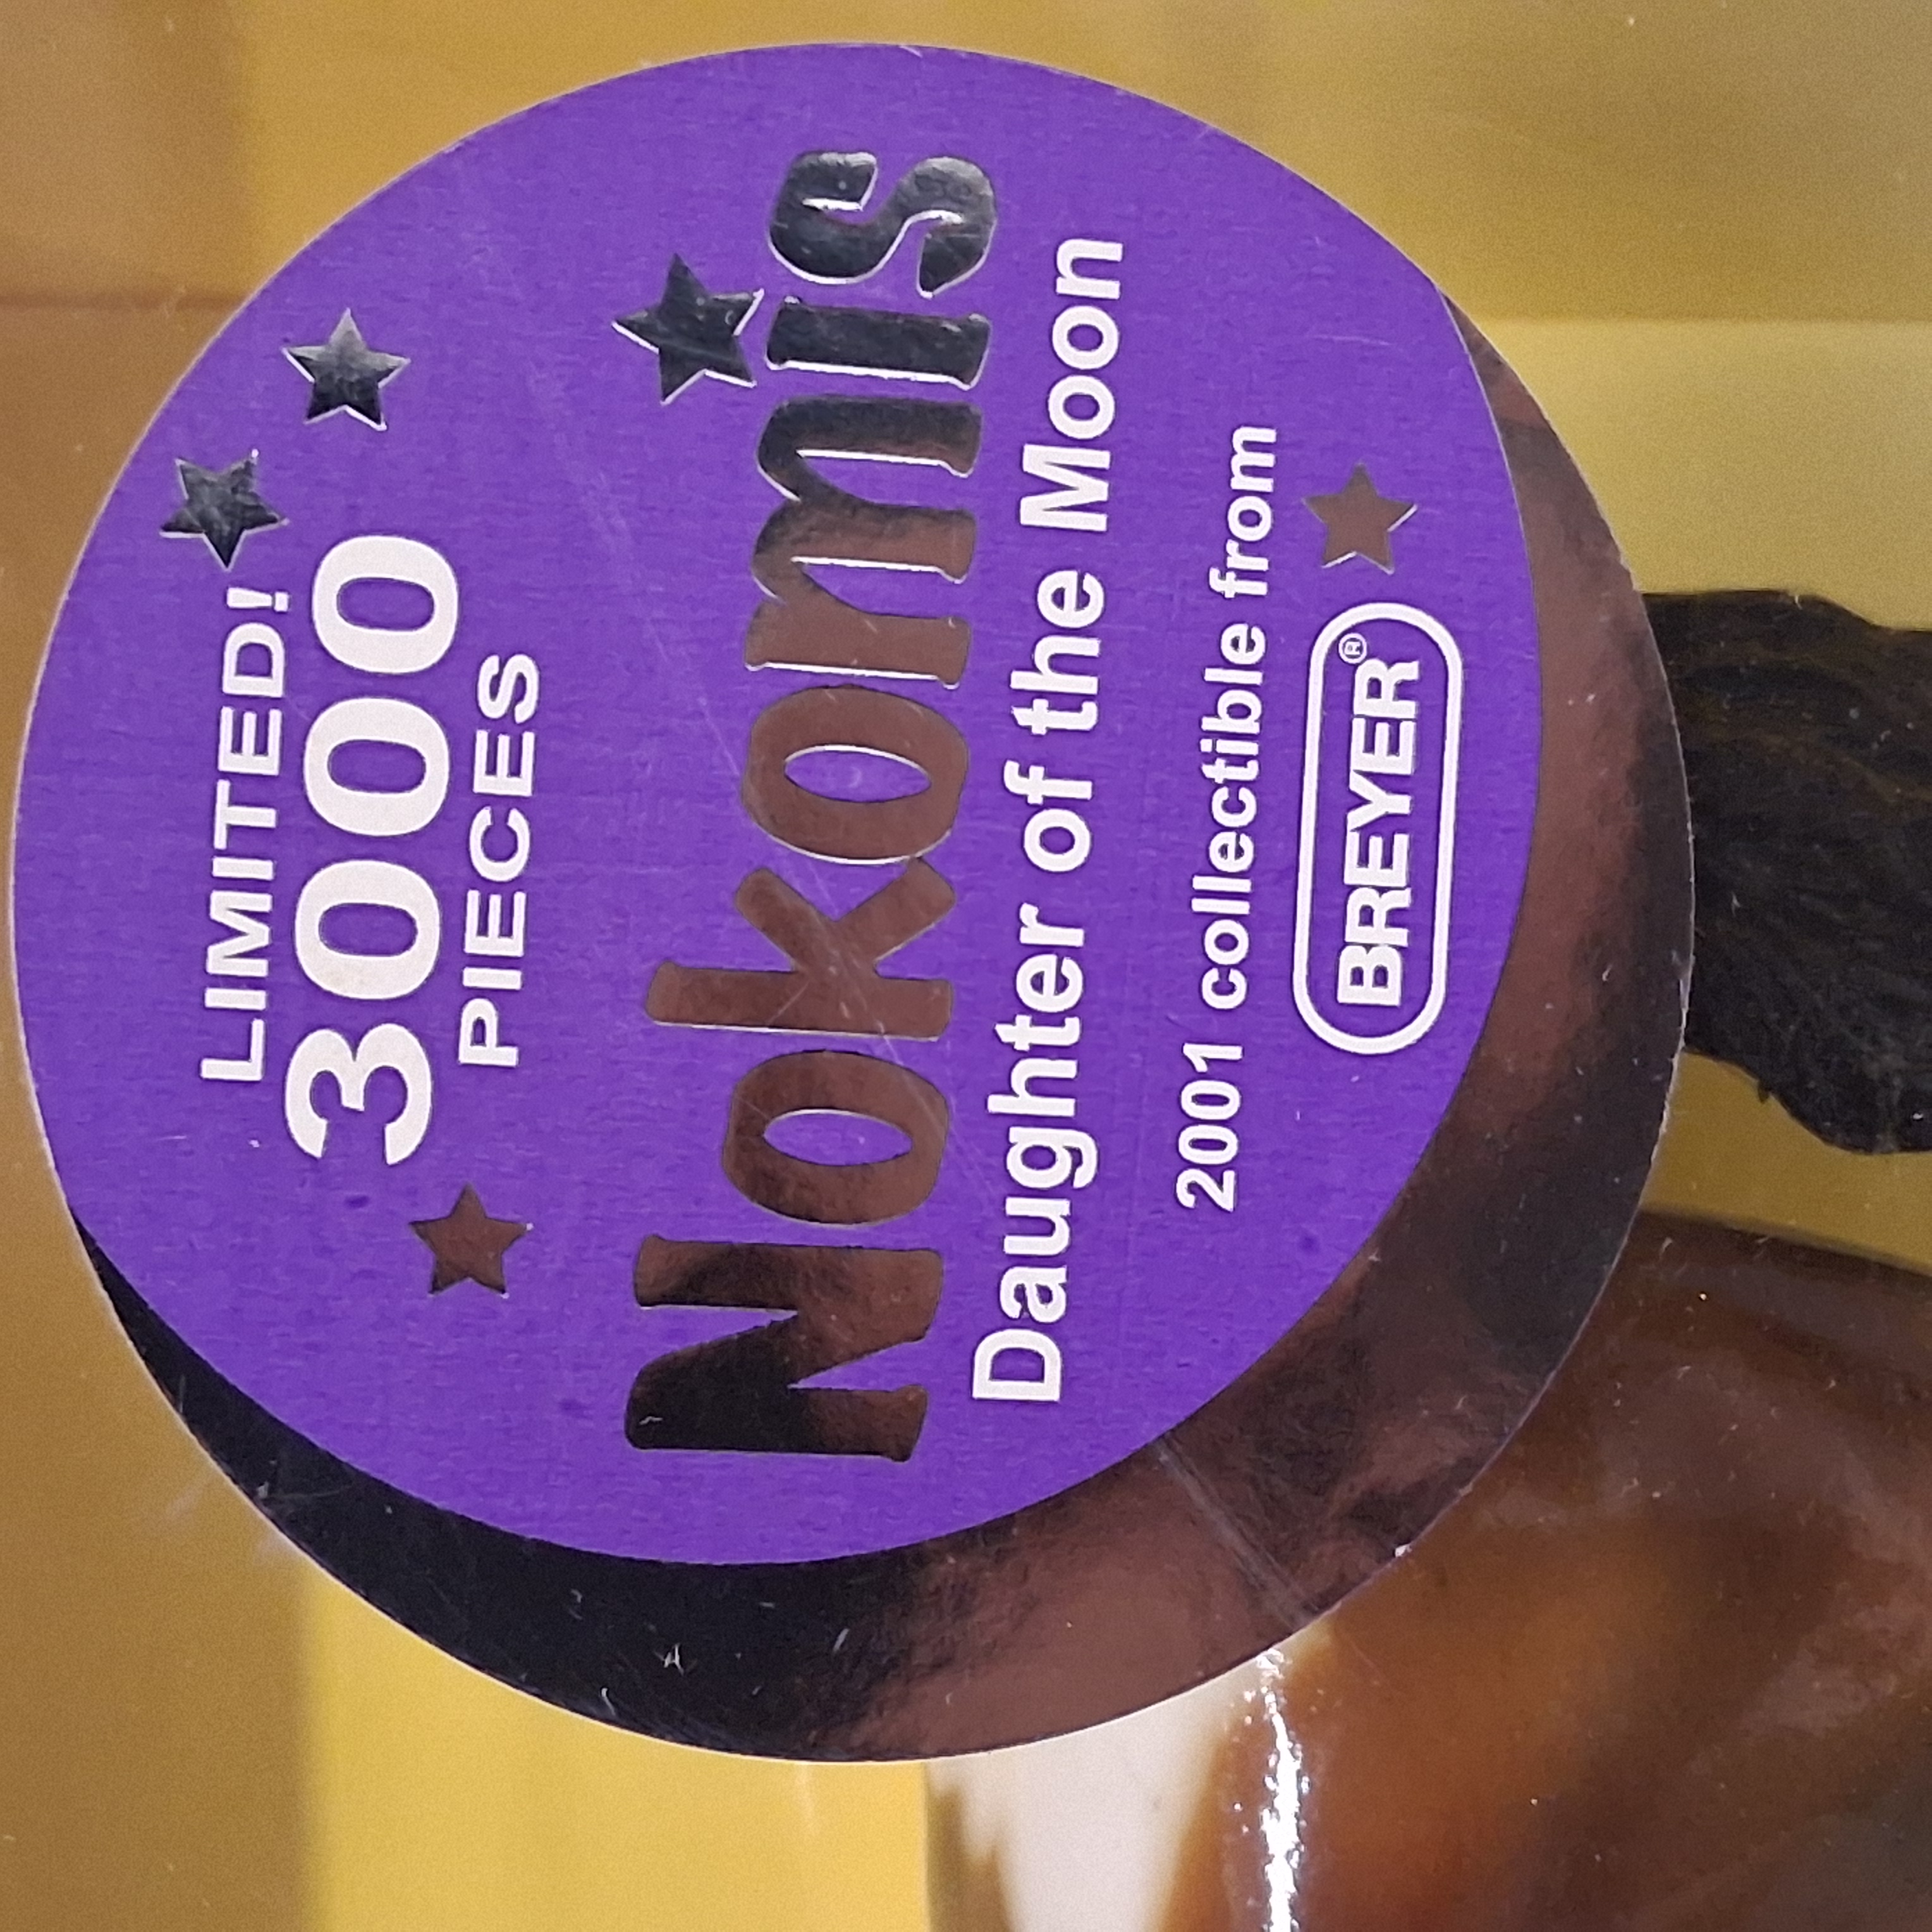 LIMITED!
3000
PIECES
Nokomis
Daughter of the Moon
2001 collectible from
BREYER®